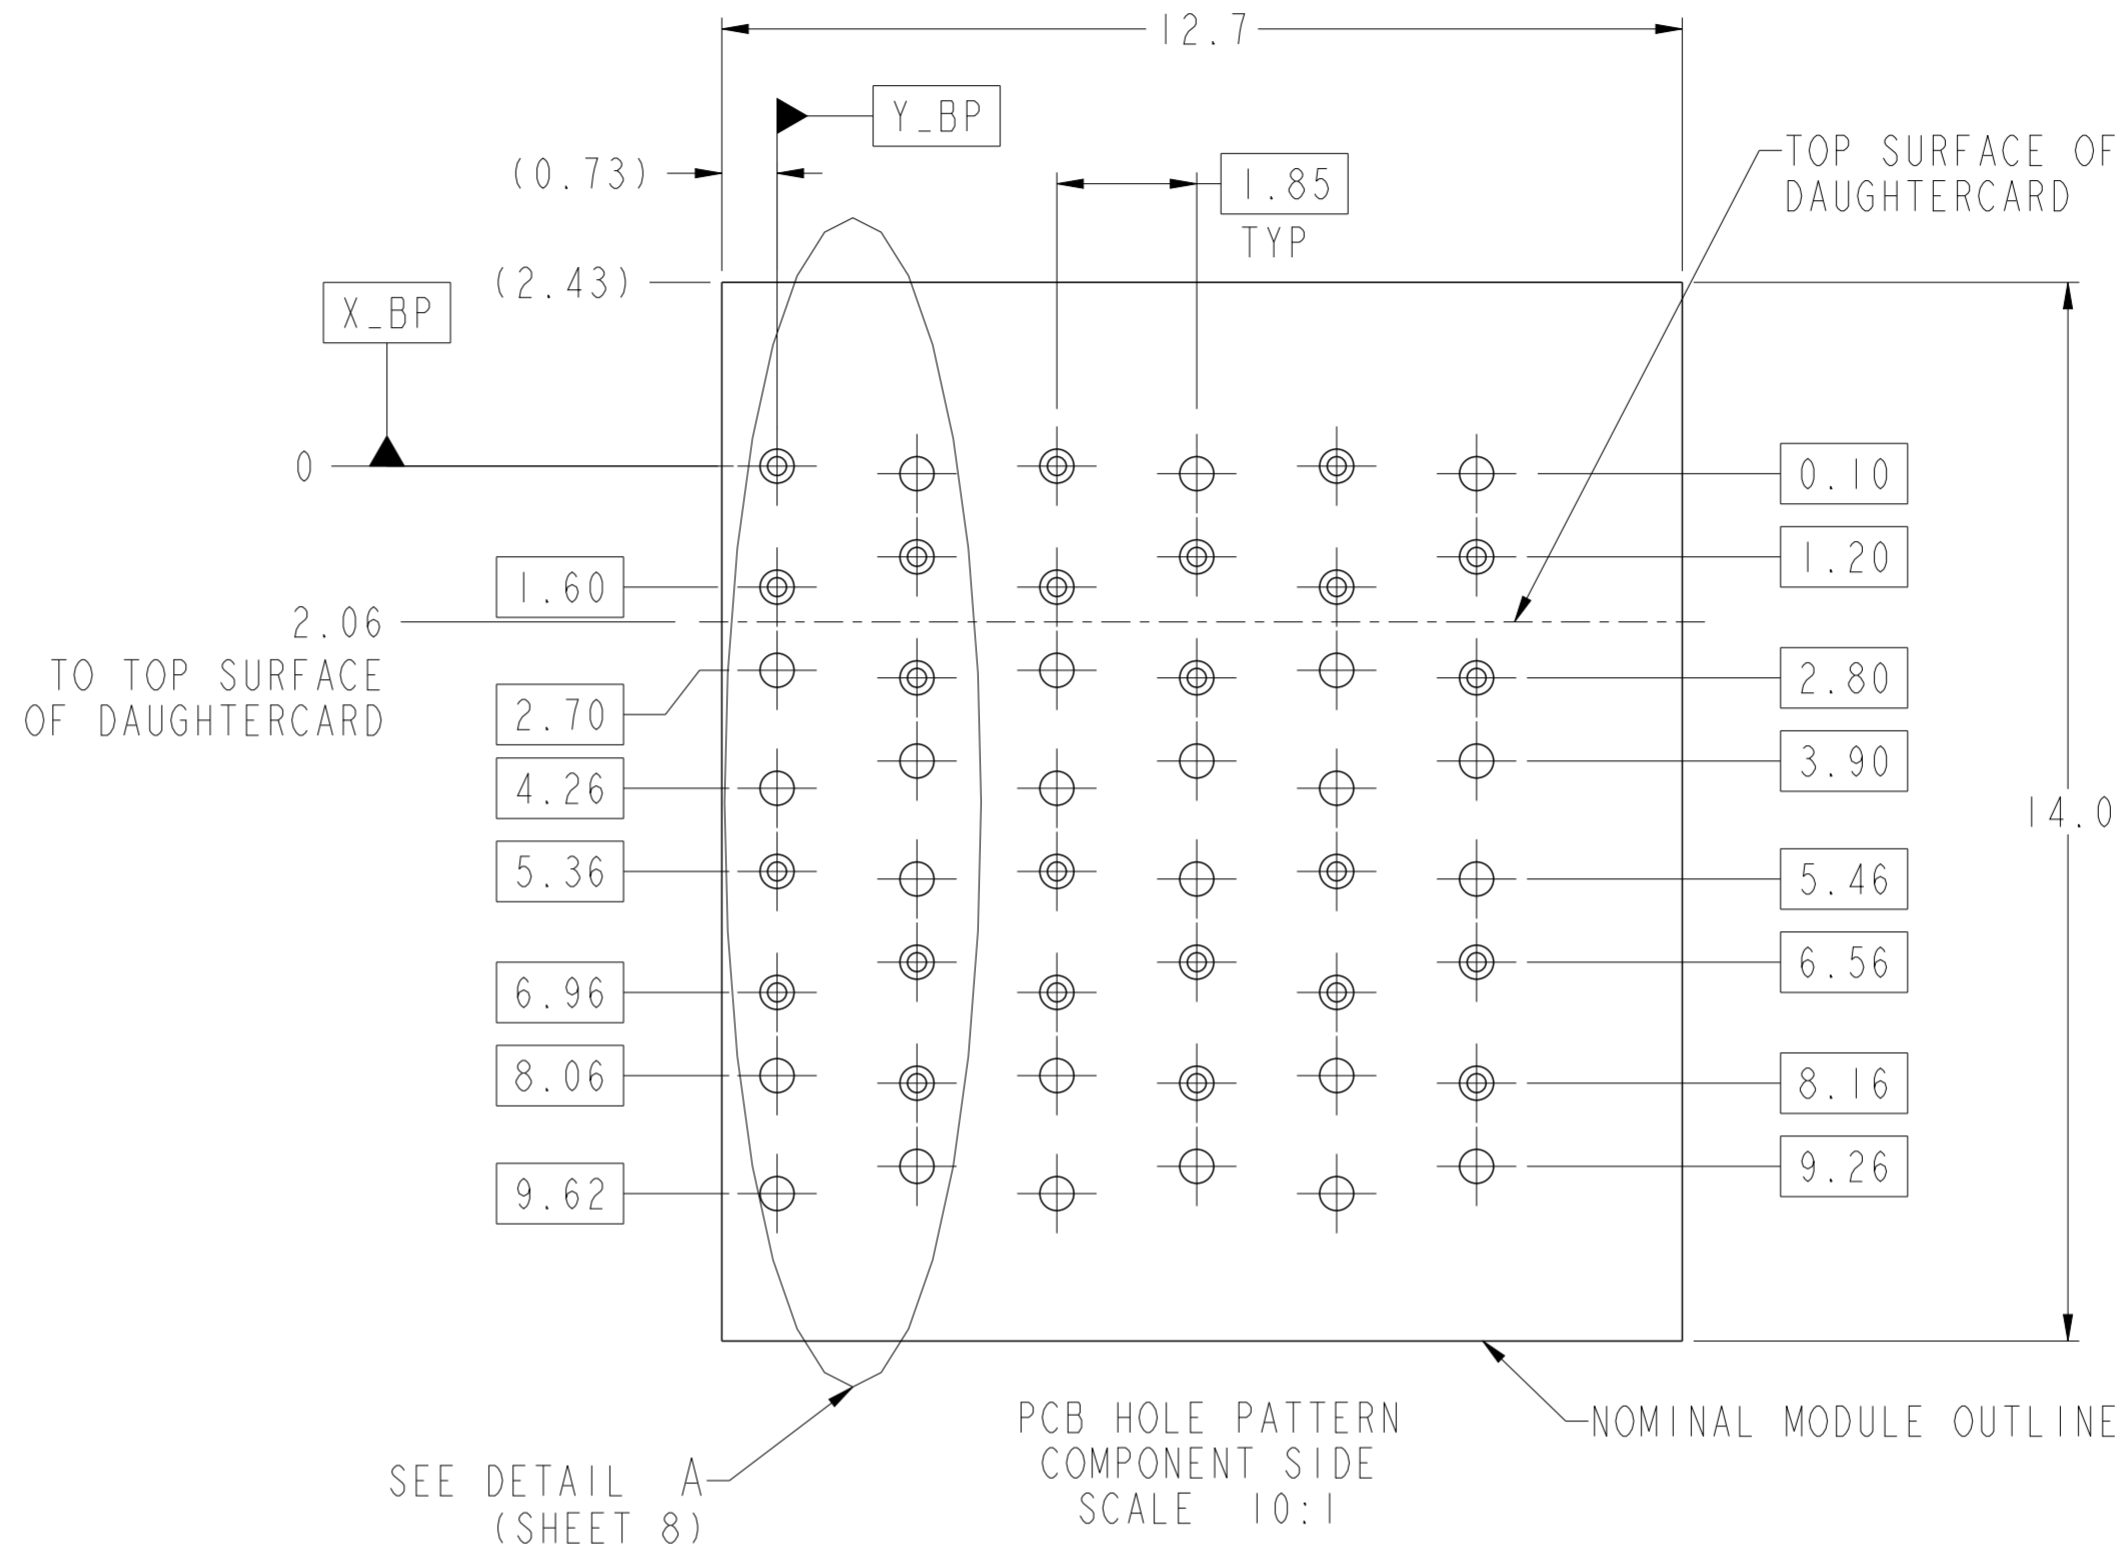 12.7
Y_BP
(0.73)
1.85
TYP
TOP SURFACE OF
DAUGHTERCARD
(2.43)
X_BP
0
0.10
1.20
1.60
2.06
TO TOP SURFACE
OF DAUGHTERCARD
2.80
2.70
3.90
4.26
14.0
5.36
5.46
6.56
6.96
8.06
8.16
9.26
9.62
PCB HOLE PATTERN
COMPONENT SIDE
SCALE 10:1
NOMINAL MODULE OUTLINE
SEE DETAIL A
(SHEET 8)